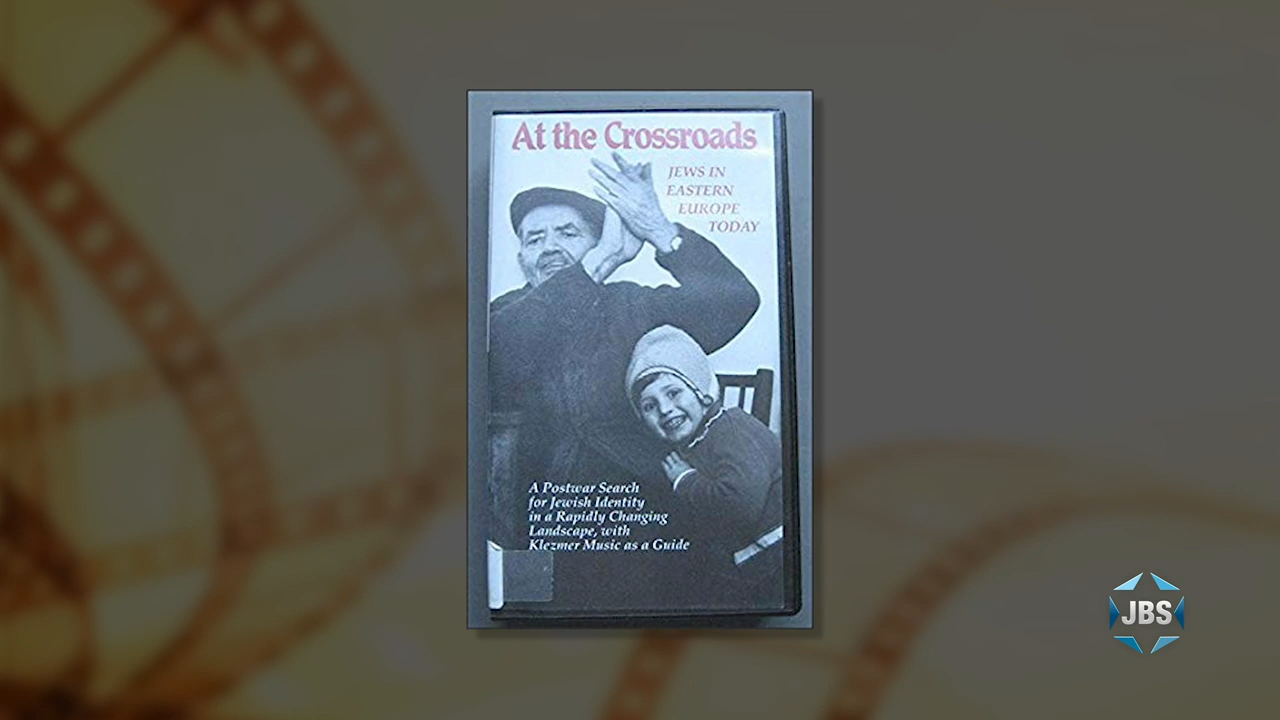 At the Crossroads
JEWS IN
EASTERN
EUROPE
TODAY
A Postwar Search
for Jewish Identity
in a Rapidly Changing
Landscape, with
Klezmer Music as a Guide
JBS